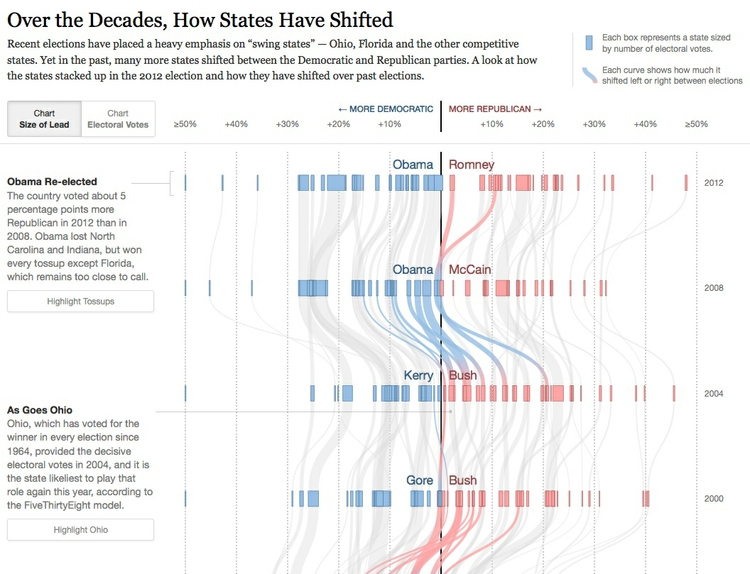 Over the Decades, How States Have Shifted
Recent elections have placed a heavy emphasis on “swing states” — Ohio, Florida and the other competitive
states. Yet in the past, many more states shifted between the Democratic and Republican parties. A look at how
the states stacked up in the 2012 election and how they have shifted over past elections.
Each box represents a state sized
by number of electoral votes.
Each curve shows how much it
shifted left or right between elections
Chart
Size of Lead
Chart
Electoral Votes
← MORE DEMOCRATIC
MORE REPUBLICAN →
≥50% +40% +30% +20% +10% +10% +20% +30% +40% ≥50%
Obama Romney
2012
Obama Re-elected
The country voted about 5
percentage points more
Republican in 2012 than in
2008. Obama lost North
Carolina and Indiana, but won
every tossup except Florida,
which remains too close to call.
Highlight Tossups
Obama McCain
2008
Kerry Bush
2004
As Goes Ohio
Ohio, which has voted for the
winner in every election since
1964, provided the decisive
electoral votes in 2004, and it is
the state likeliest to play that
role again this year, according to
the FiveThirtyEight model.
Highlight Ohio
Gore Bush
2000